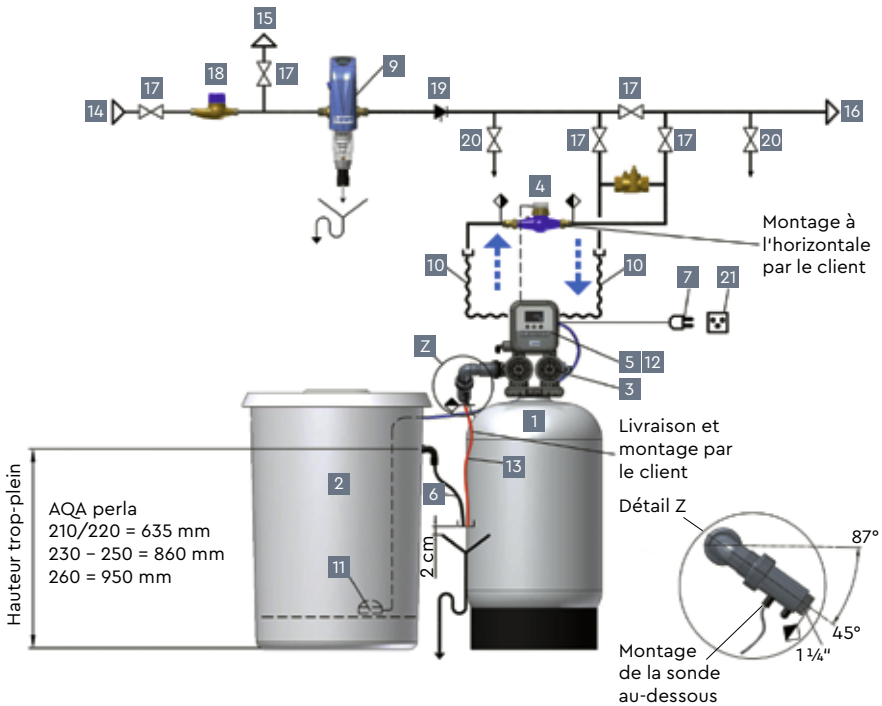 15
17
18
17
9
19
17
14
16
20
17
17
20
4
Montage à
l'horizontale
par le client
10
10
7
21
Z
5 12
3
1
Livraison et
montage par
le client
13
2
6
Hauteur trop-plein
AQA perla
210/220 = 635 mm
230 – 250 = 860 mm
260 = 950 mm
11
2 cm
Détail Z
87°
45°
1 ¼"
Montage
de la sonde
au-dessous